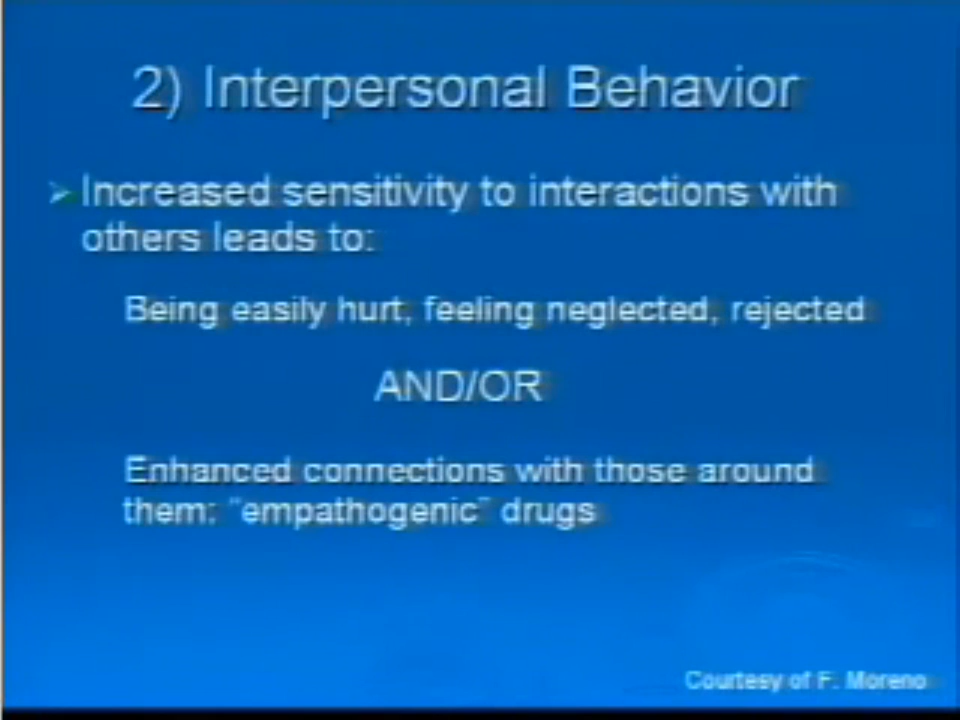 2) Interpersonal Behavior
Increased sensitivity to interactions with
others leads to:
Being easily hurt, feeling neglected, rejected
AND/OR
Enhanced connections with those around
them: "empathogenic" drugs
Courtesy of F. Moreno